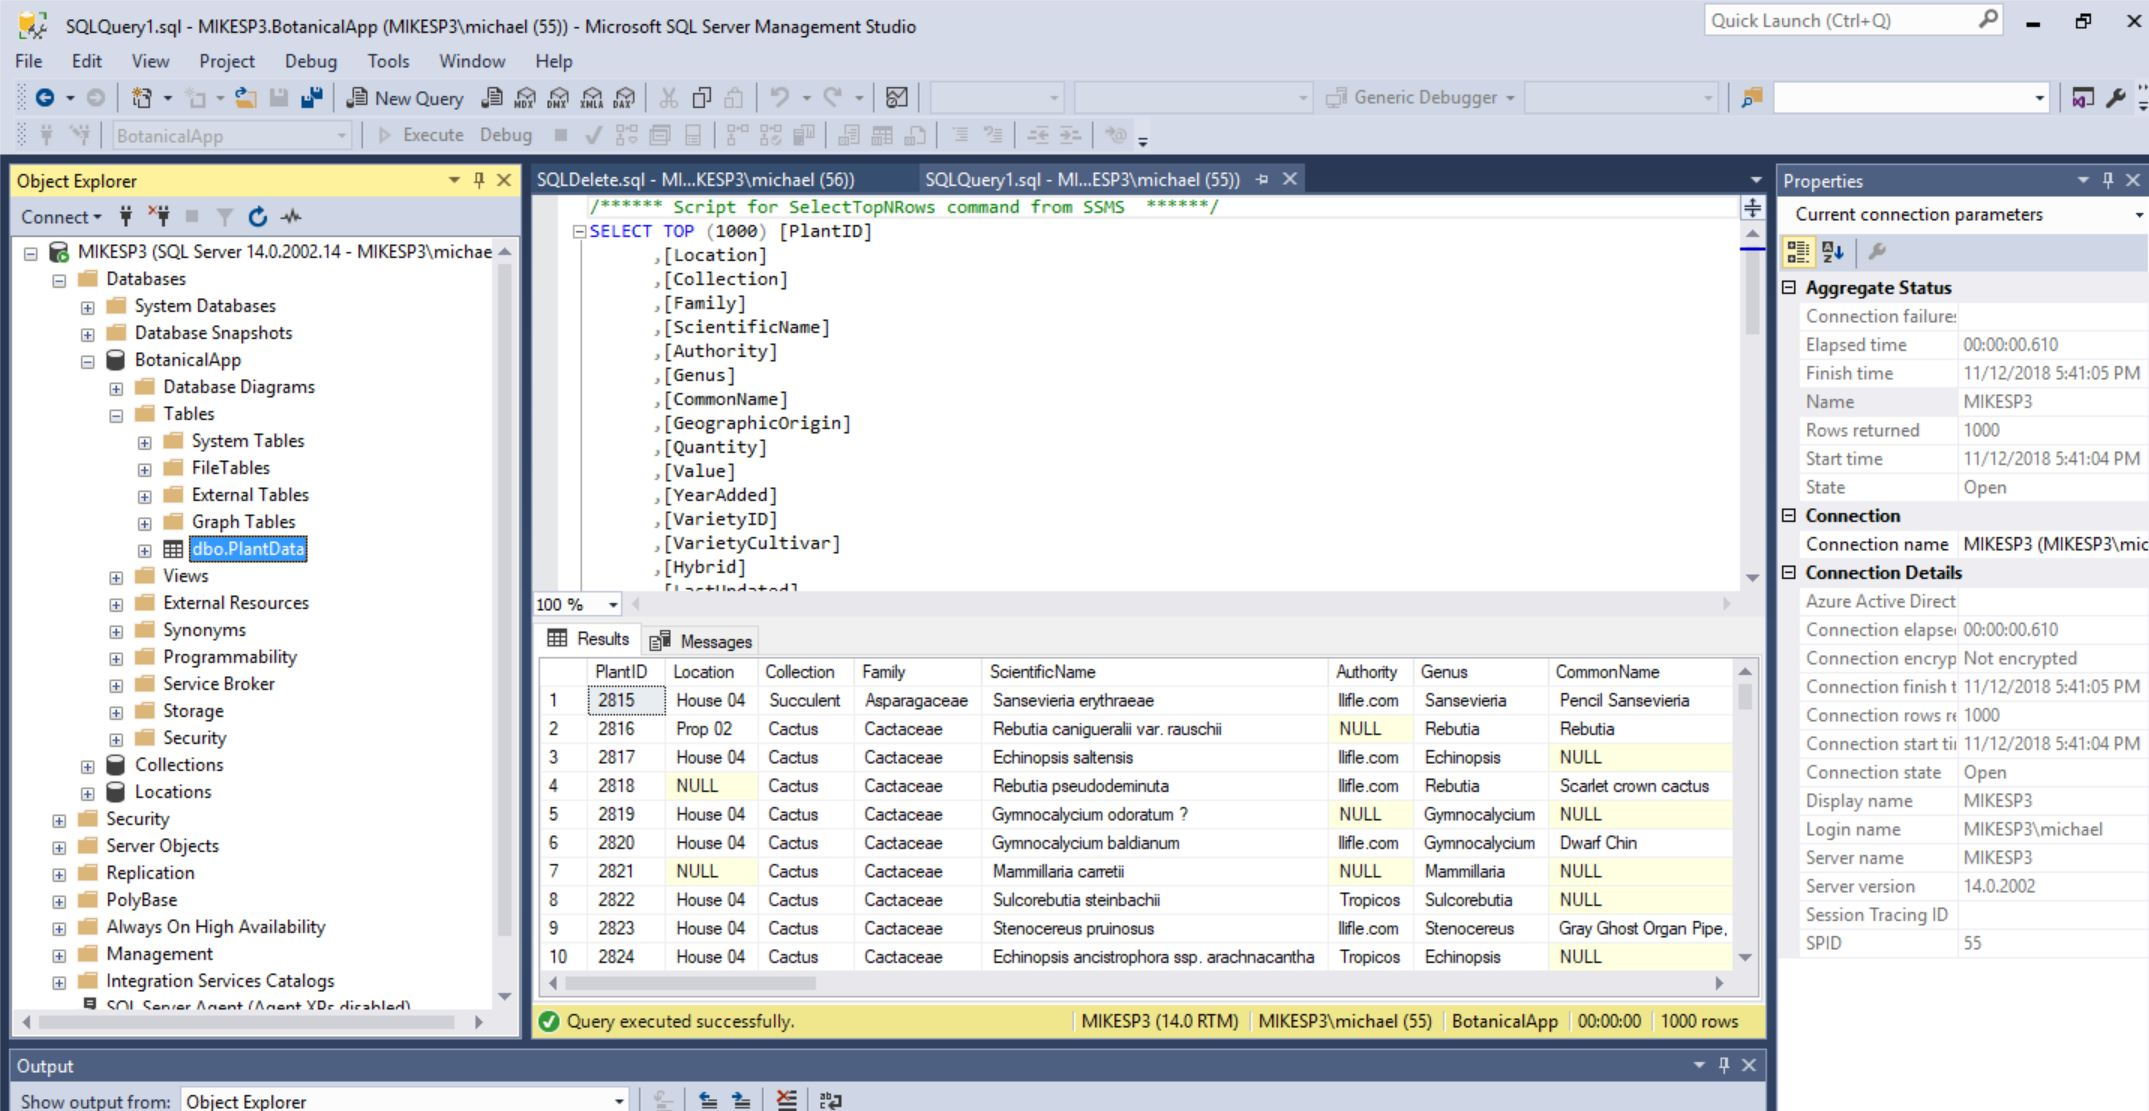 SQLQuery1.sql - MIKESP3.BotanicalApp (MIKESP3\michael (55)) - Microsoft SQL Server Management Studio
Quick Launch (Ctrl+Q)
File Edit View Project Debug Tools Window Help
New Query MDX DMX XMLA DAX Generic Debugger
BotanicalApp Execute Debug
Object Explorer
Connect
MIKESP3 (SQL Server 14.0.2002.14 - MIKESP3\michae
Databases
System Databases
Database Snapshots
BotanicalApp
Database Diagrams
Tables
System Tables
FileTables
External Tables
Graph Tables
dbo.PlantData
Views
External Resources
Synonyms
Programmability
Service Broker
Storage
Security
Collections
Locations
Security
Server Objects
Replication
PolyBase
Always On High Availability
Management
Integration Services Catalogs
SQL Server Agent (Agent XPs disabled)
SQLDelete.sql - MI...KESP3\michael (56))
SQLQuery1.sql - MI...ESP3\michael (55))
/****** Script for SelectTopNRows command from SSMS ******/
SELECT TOP (1000) [PlantID]
,[Location]
,[Collection]
,[Family]
,[ScientificName]
,[Authority]
,[Genus]
,[CommonName]
,[GeographicOrigin]
,[Quantity]
,[Value]
,[YearAdded]
,[VarietyID]
,[VarietyCultivar]
,[Hybrid]
,[LastUpdated]
100 %
Results Messages
PlantID Location Collection Family ScientificName Authority Genus CommonName
1 2815 House 04 Succulent Asparagaceae Sansevieria erythraeae llifle.com Sansevieria Pencil Sansevieria
2 2816 Prop 02 Cactus Cactaceae Rebutia canigueralii var. rauschii NULL Rebutia Rebutia
3 2817 House 04 Cactus Cactaceae Echinopsis saltensis llifle.com Echinopsis NULL
4 2818 NULL Cactus Cactaceae Rebutia pseudodeminuta llifle.com Rebutia Scarlet crown cactus
5 2819 House 04 Cactus Cactaceae Gymnocalycium odoratum ? NULL Gymnocalycium NULL
6 2820 House 04 Cactus Cactaceae Gymnocalycium baldianum llifle.com Gymnocalycium Dwarf Chin
7 2821 NULL Cactus Cactaceae Mammillaria carretii NULL Mammillaria NULL
8 2822 House 04 Cactus Cactaceae Sulcorebutia steinbachii Tropicos Sulcorebutia NULL
9 2823 House 04 Cactus Cactaceae Stenocereus pruinosus llifle.com Stenocereus Gray Ghost Organ Pipe,
10 2824 House 04 Cactus Cactaceae Echinopsis ancistrophora ssp. arachnacantha Tropicos Echinopsis NULL
Query executed successfully. MIKESP3 (14.0 RTM) MIKESP3\michael (55) BotanicalApp 00:00:00 1000 rows
Properties
Current connection parameters
Aggregate Status
Connection failures
Elapsed time 00:00:00.610
Finish time 11/12/2018 5:41:05 PM
Name MIKESP3
Rows returned 1000
Start time 11/12/2018 5:41:04 PM
State Open
Connection
Connection name MIKESP3 (MIKESP3\mic
Connection Details
Azure Active Direct
Connection elapse 00:00:00.610
Connection encryp Not encrypted
Connection finish t 11/12/2018 5:41:05 PM
Connection rows re 1000
Connection start ti 11/12/2018 5:41:04 PM
Connection state Open
Display name MIKESP3
Login name MIKESP3\michael
Server name MIKESP3
Server version 14.0.2002
Session Tracing ID
SPID 55
Output
Show output from: Object Explorer